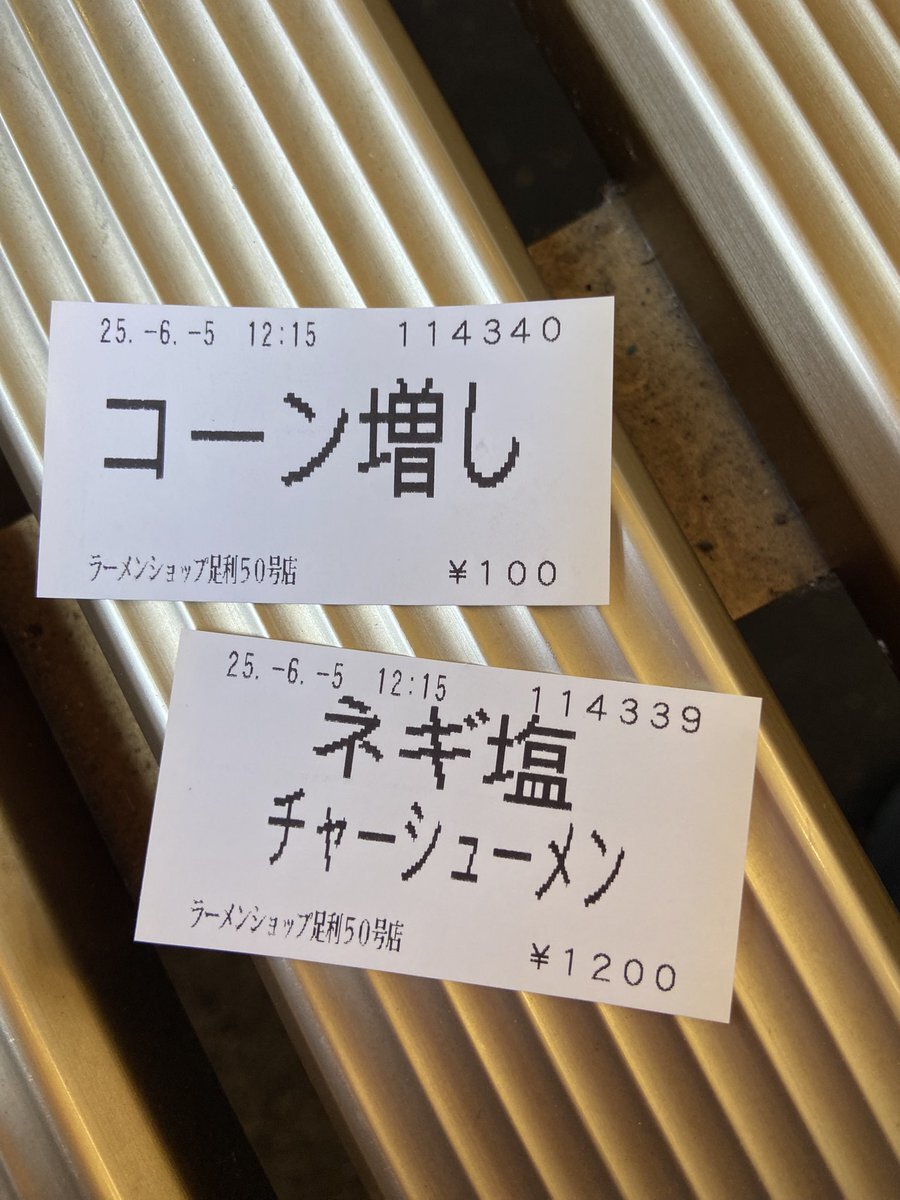 25.-6.-5 12:15 114340
コーン増し
ラーメンショップ足利50号店 ¥100
25.-6.-5 12:15 114339
ネギ塩
チャーシューメン
ラーメンショップ足利50号店 ¥1200